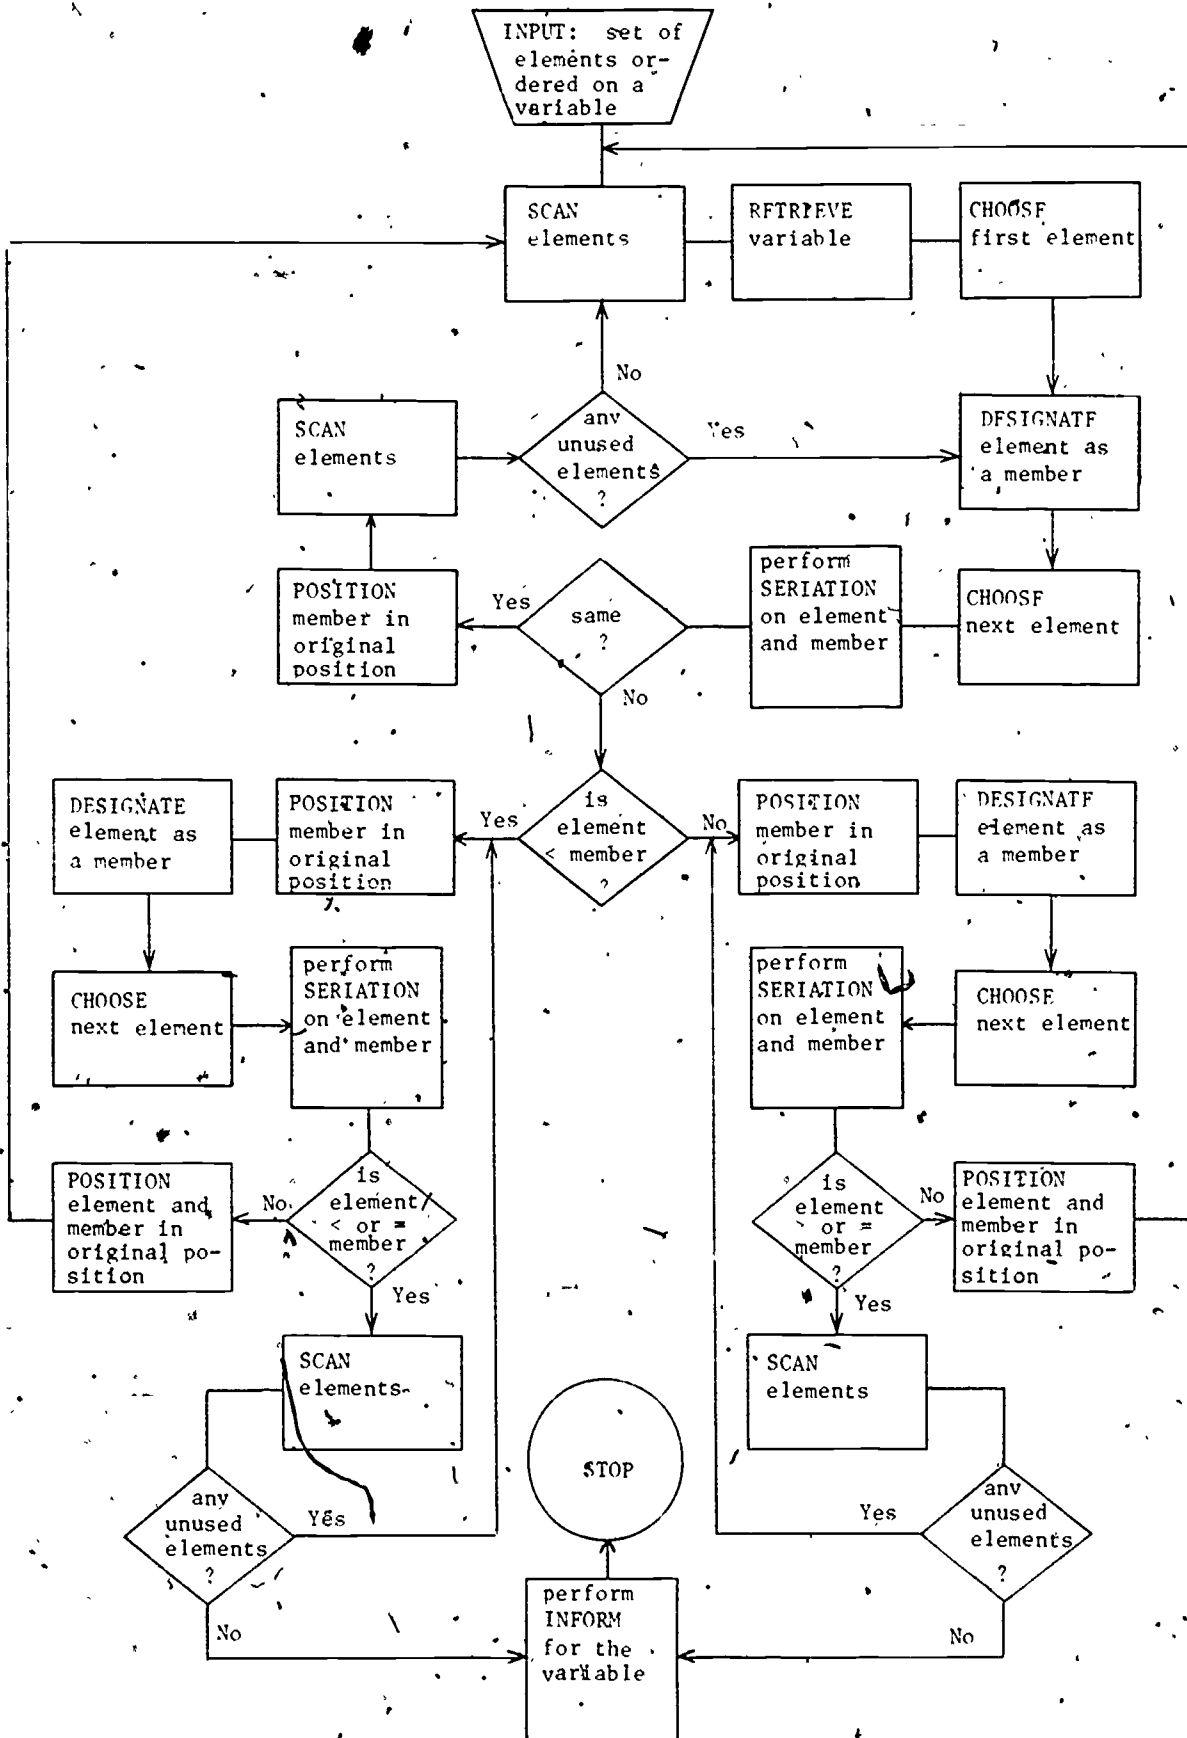 INPUT: set of
elements or-
dered on a
variable
SCAN
elements
RETRIEVE
variable
CHOOSE
first element
No
SCAN
elements
any
unused
elements
?
Yes
DESIGNATE
element as
a member
POSITION
member in
original
position
Yes
same
?
No
perform
SERIATION
on element
and member
CHOOSE
next element
DESIGNATE
element as
a member
POSITION
member in
original
position
Yes
is
element
< member
?
No
POSITION
member in
original
position
DESIGNATE
element as
a member
CHOOSE
next element
perform
SERIATION
on element
and member
perform
SERIATION
on element
and member
CHOOSE
next element
POSITION
element and
member in
original po-
sition
No
is
element
< or =
member
?
Yes
is
element
> or =
member
?
Yes
No
POSITION
element and
member in
original po-
sition
SCAN
elements
SCAN
elements
any
unused
elements
?
Yes
No
STOP
perform
INFORM
for the
variable
Yes
any
unused
elements
?
No